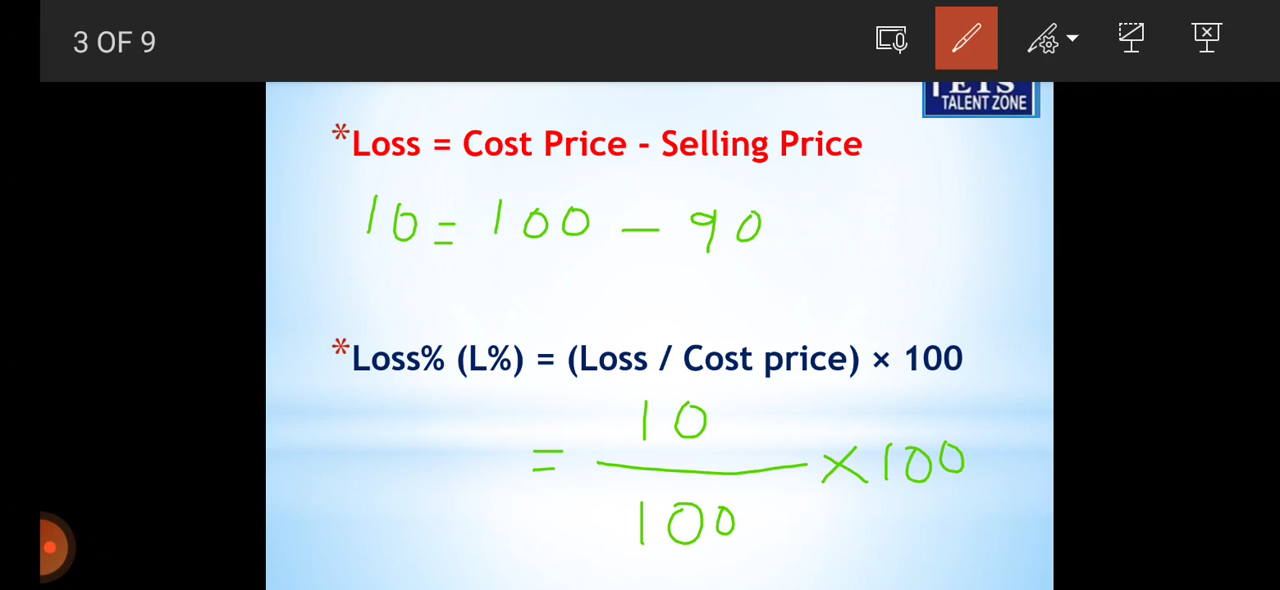 3 OF 9
TALENT ZONE
*Loss = Cost Price - Selling Price
10 = 100 - 90
*Loss% (L%) = (Loss / Cost price) × 100
= 10/100 × 100